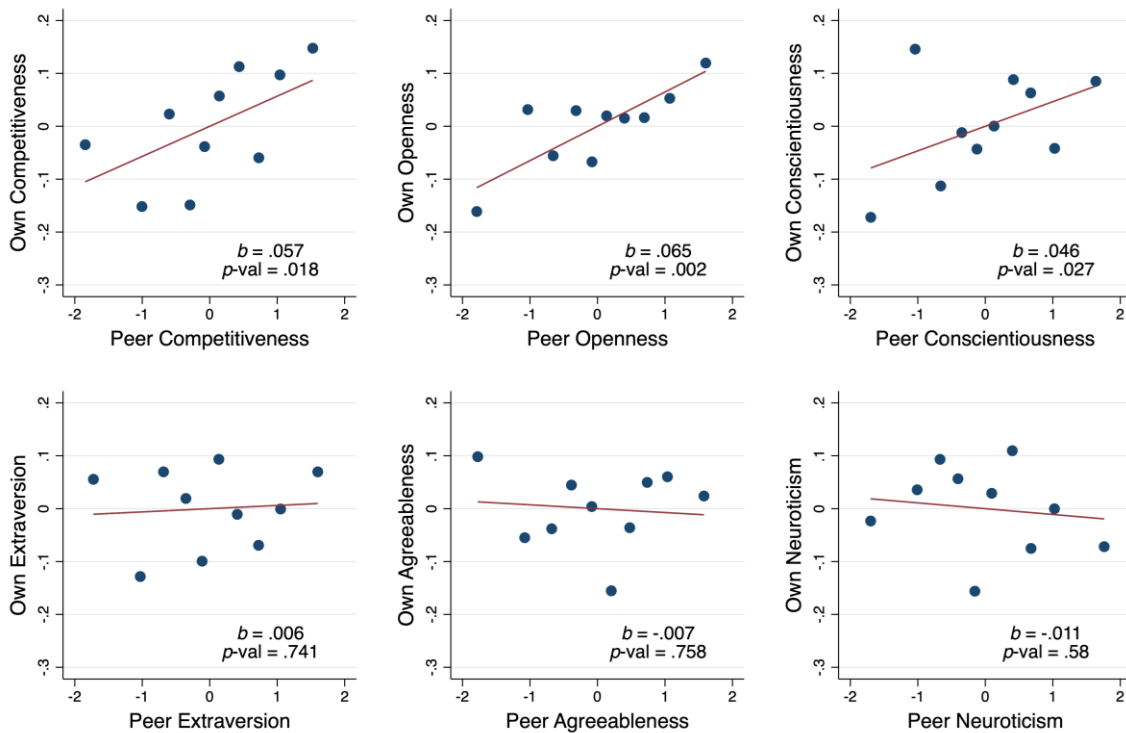 .2
.1
0
-.1
-.2
-.3
Own Competitiveness
b = .057
p-val = .018
-2 -1 0 1 2
Peer Competitiveness
.2
.1
0
-.1
-.2
-.3
Own Openness
b = .065
p-val = .002
-2 -1 0 1 2
Peer Openness
.2
.1
0
-.1
-.2
-.3
Own Conscientiousness
b = .046
p-val = .027
-2 -1 0 1 2
Peer Conscientiousness
.2
.1
0
-.1
-.2
-.3
Own Extraversion
b = .006
p-val = .741
-2 -1 0 1 2
Peer Extraversion
.2
.1
0
-.1
-.2
-.3
Own Agreeableness
b = -.007
p-val = .758
-2 -1 0 1 2
Peer Agreeableness
.2
.1
0
-.1
-.2
-.3
Own Neuroticism
b = -.011
p-val = .58
-2 -1 0 1 2
Peer Neuroticism